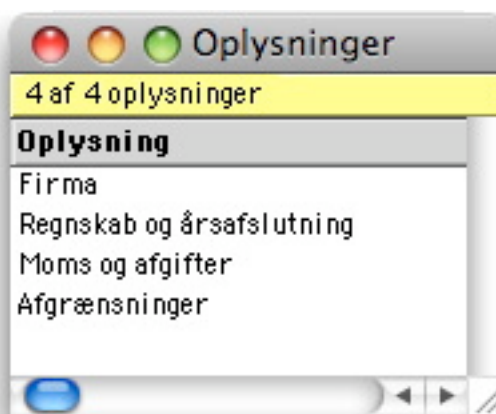 Oplysninger
4 af 4 oplysninger
Oplysning
Firma
Regnskab og årsafslutning
Moms og afgifter
Afgrænsninger